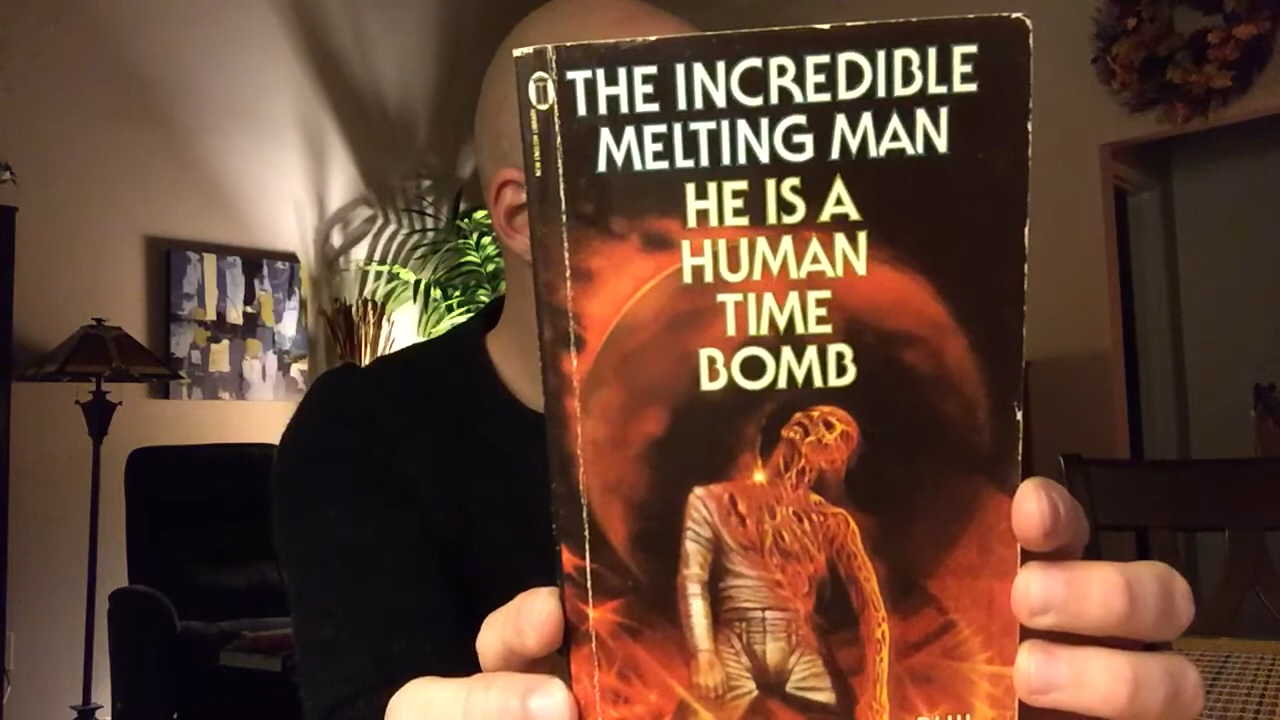 THE INCREDIBLE
MELTING MAN
HE IS A
HUMAN
TIME
BOMB